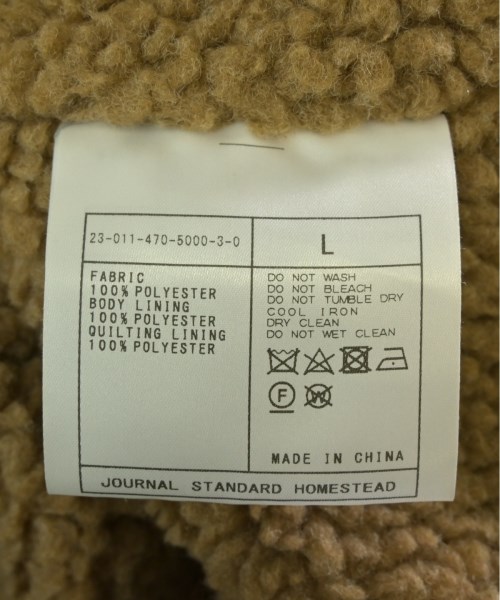 23-011-470-5000-3-0
L
FABRIC
100% POLYESTER
BODY LINING
100% POLYESTER
QUILTING LINING
100% POLYESTER
DO NOT WASH
DO NOT BLEACH
DO NOT TUMBLE DRY
COOL IRON
DRY CLEAN
DO NOT WET CLEAN
F W
MADE IN CHINA
JOURNAL STANDARD HOMESTEAD